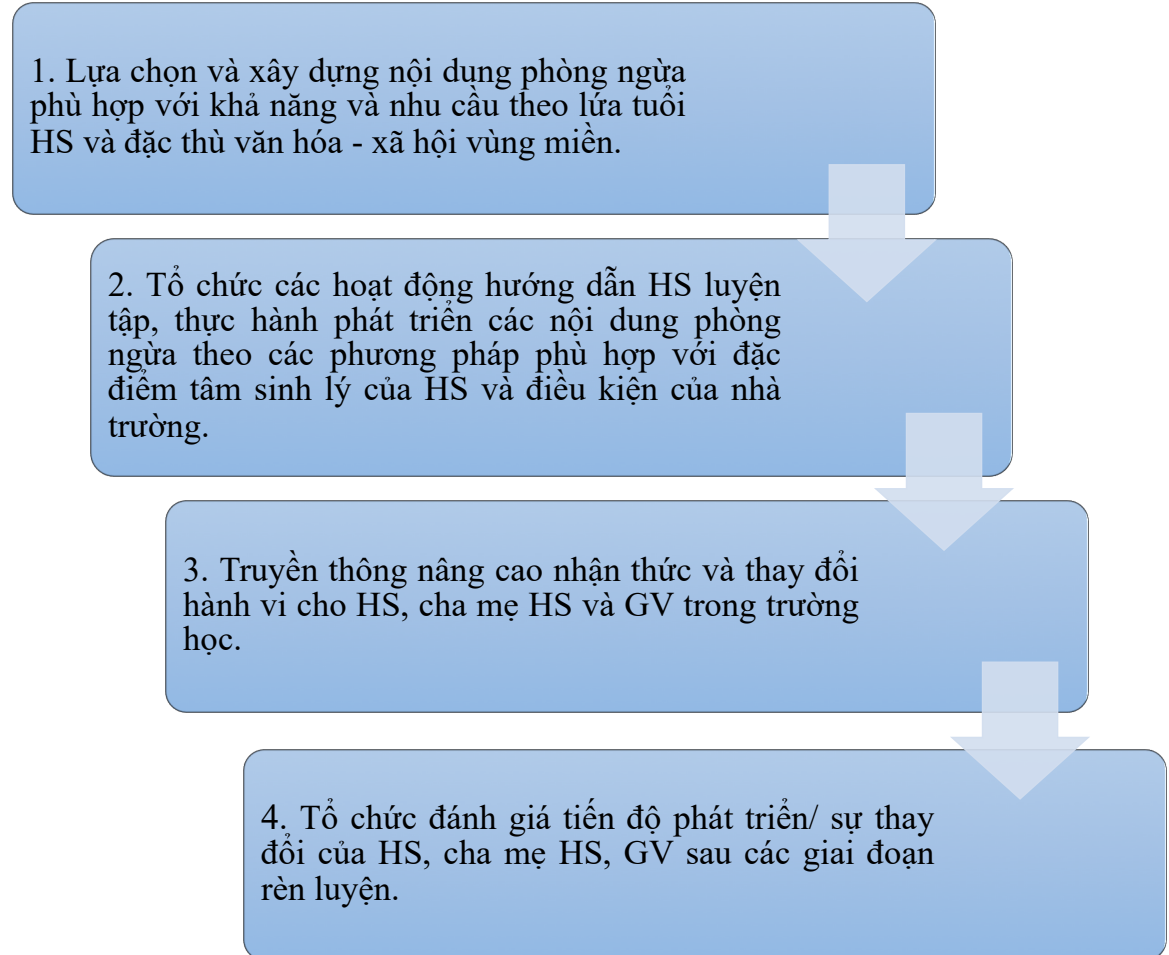 1. Lựa chọn và xây dựng nội dung phòng ngừa
phù hợp với khả năng và nhu cầu theo lứa tuổi
HS và đặc thù văn hóa - xã hội vùng miền.
2. Tổ chức các hoạt động hướng dẫn HS luyện
tập, thực hành phát triển các nội dung phòng
ngừa theo các phương pháp phù hợp với đặc
điểm tâm sinh lý của HS và điều kiện của nhà
trường.
3. Truyền thông nâng cao nhận thức và thay đổi
hành vi cho HS, cha mẹ HS và GV trong trường
học.
4. Tổ chức đánh giá tiến độ phát triển/ sự thay
đổi của HS, cha mẹ HS, GV sau các giai đoạn
rèn luyện.